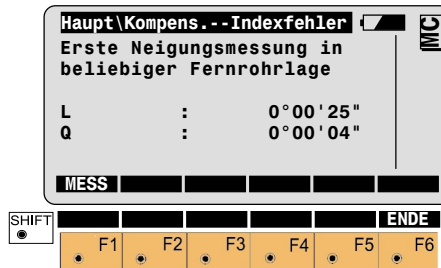 Haupt\Kompens.--Indexfehler
MC
Erste Neigungsmessung in
beliebiger Fernrohrlage
L : 0°00'25"
Q : 0°00'04"
MESS
SHIFT ENDE
F1 F2 F3 F4 F5 F6